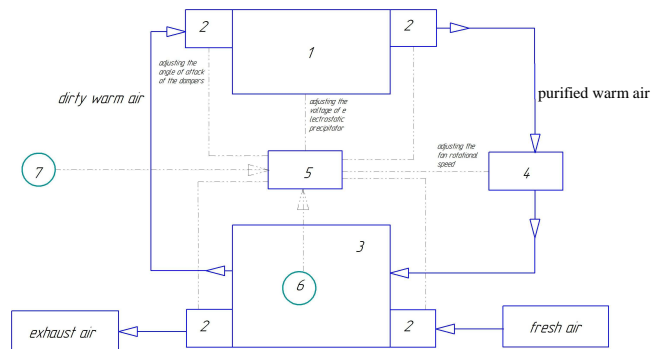 2
1
2
adjusting the
angle of attack
of the dampers
dirty warm air
adjusting the
voltage of e
lectrostatic
precipitator
purified warm air
adjusting the
fan rotational
speed
7
5
4
3
6
2
2
exhaust air
fresh air